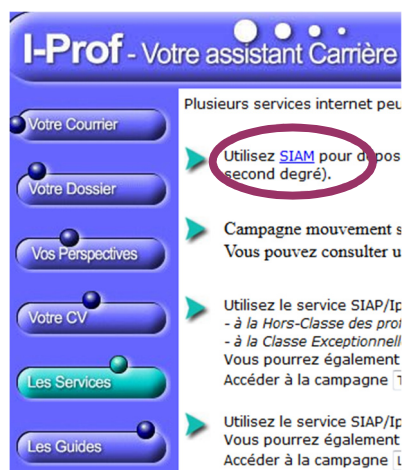 I-Prof - Votre assistant Carrière
Plusieurs services internet peu
Votre Courrier
Utilisez SIAM pour dépos
second degré).
Votre Dossier
Campagne mouvement s
Vos Perspectives
Vous pouvez consulter u
Votre CV
Utilisez le service SIAP/Ip
- à la Hors-Classe des prof
- à la Classe Exceptionnell
Vous pourrez également
Les Services
Accéder à la campagne
Utilisez le service SIAP/Ip
Les Guides
Vous pourrez également
Accéder à la campagne L